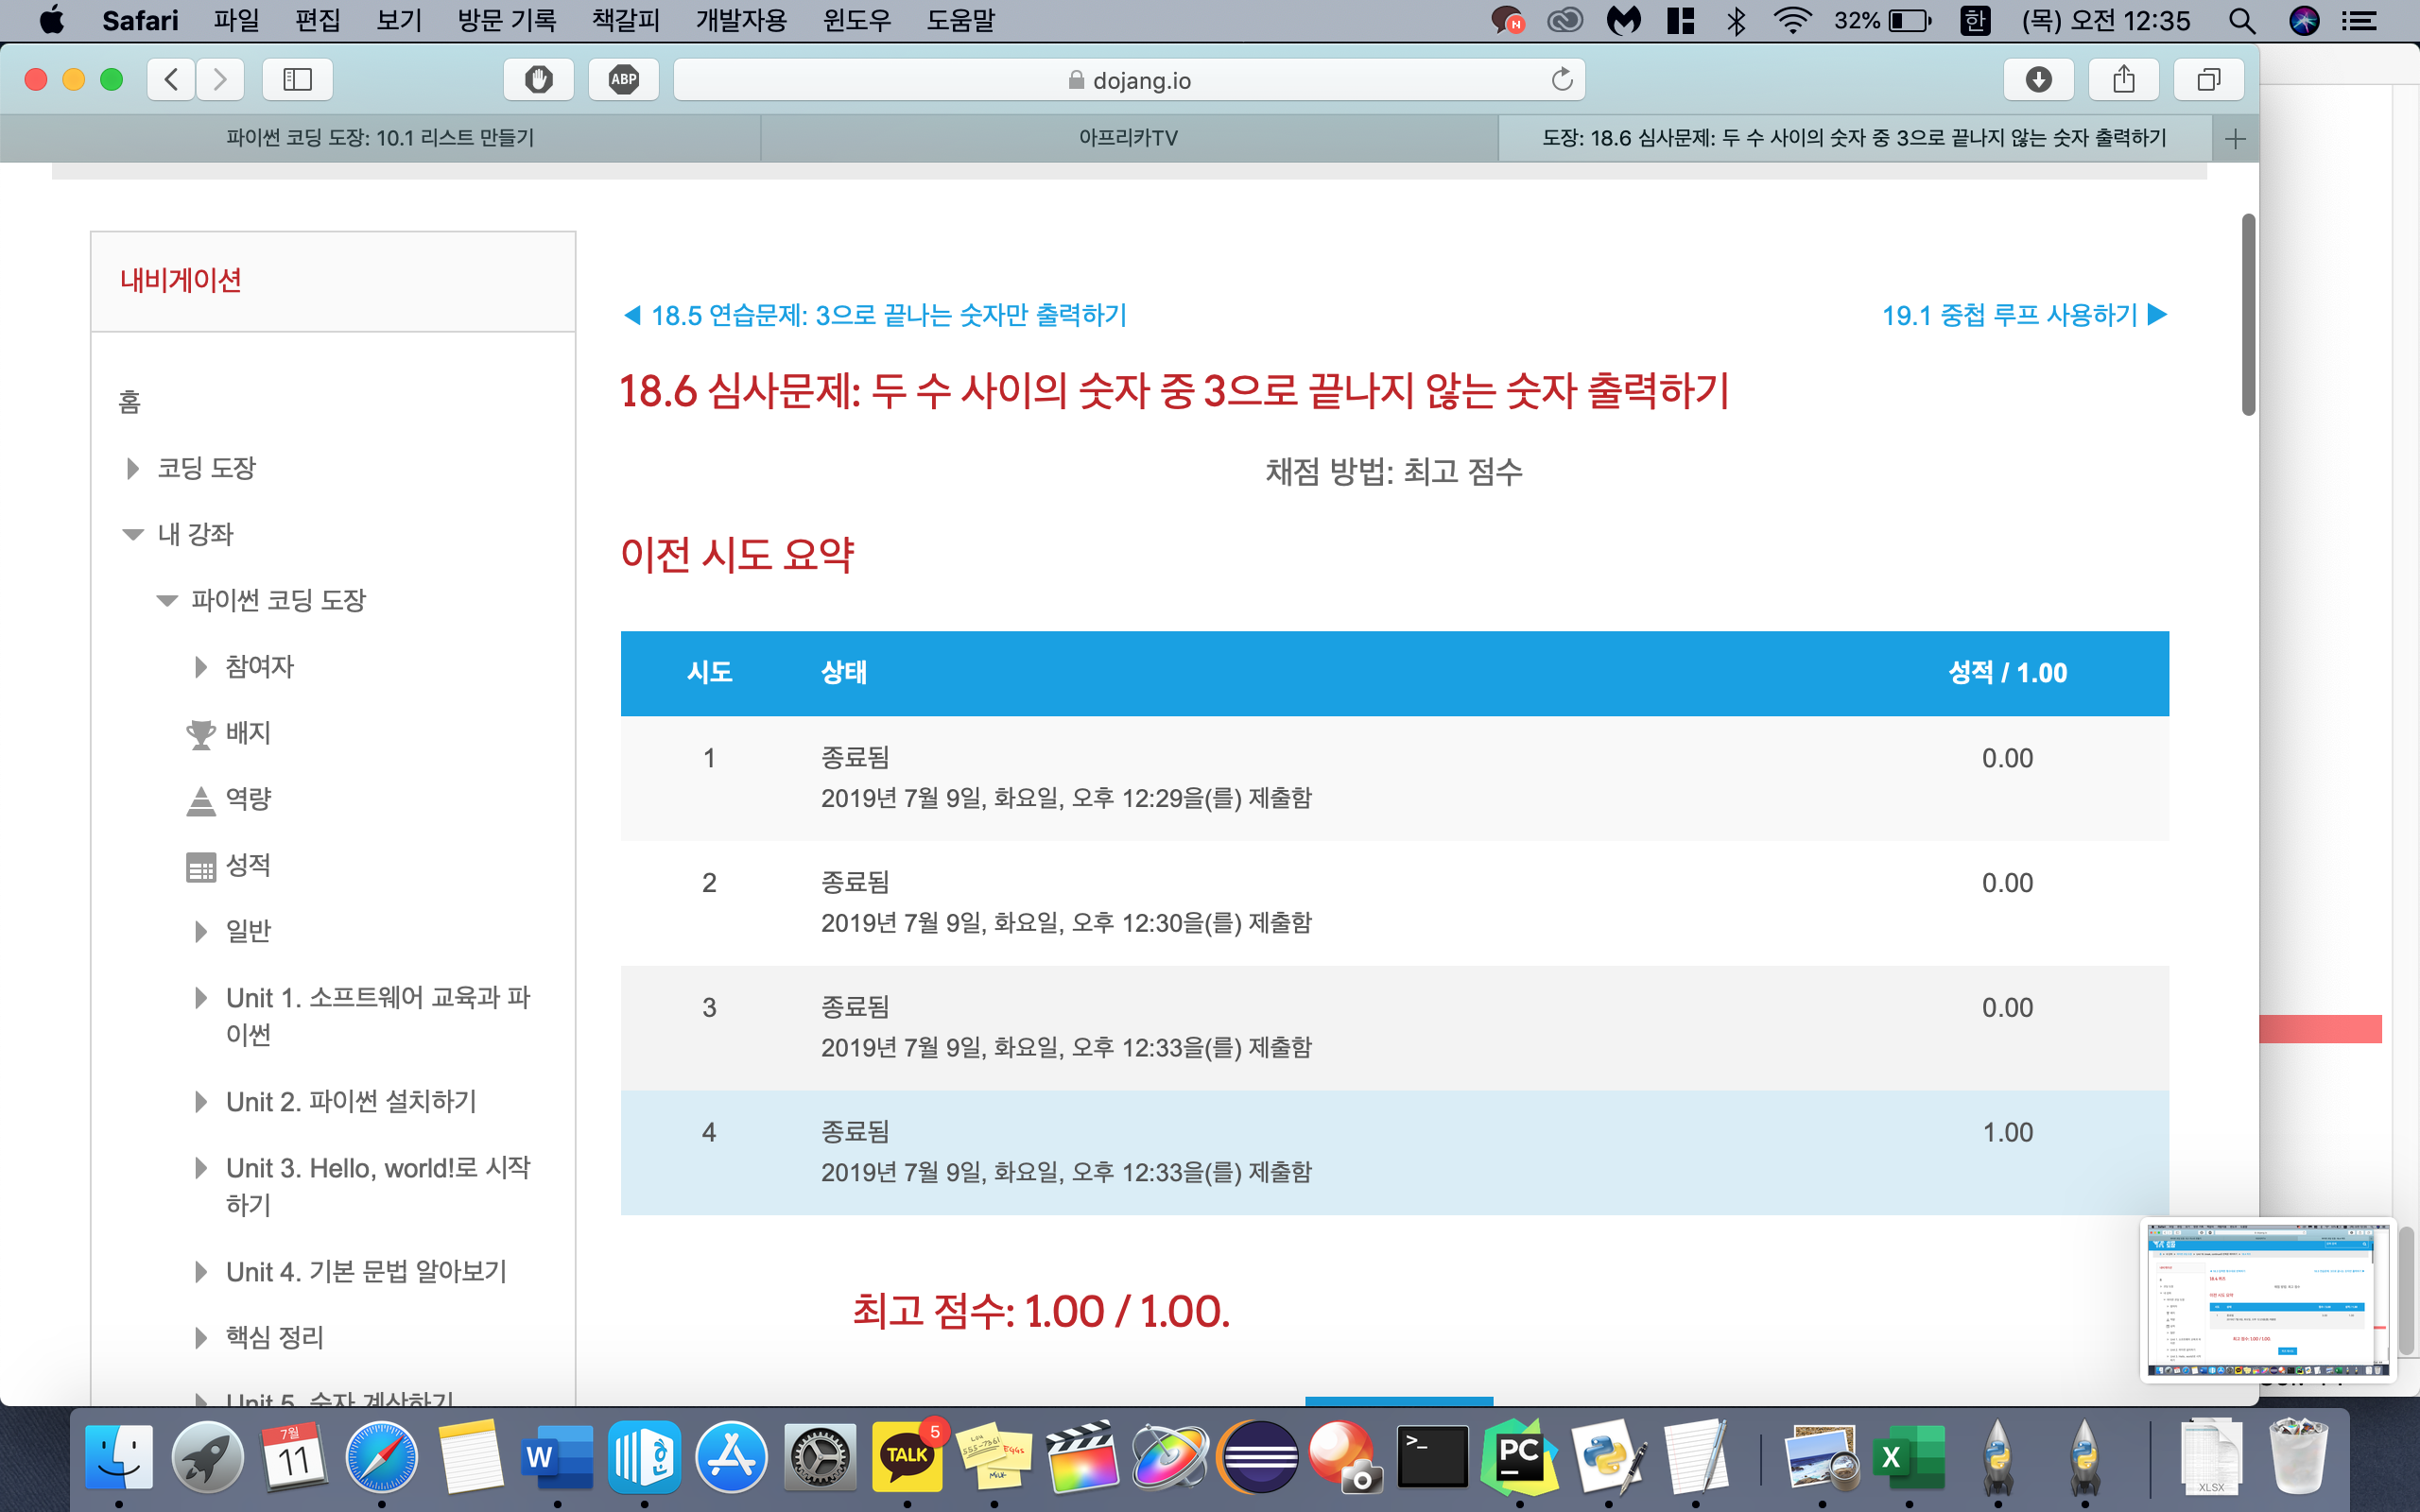 Safari 파일 편집 보기 방문 기록 책갈피 개발자용 윈도우 도움말 32% 한 (목) 오전 12:35
ABP dojang.io
파이썬 코딩 도장: 10.1 리스트 만들기 아프리카TV 도장: 18.6 심사문제: 두 수 사이의 숫자 중 3으로 끝나지 않는 숫자 출력하기
내비게이션
홈
코딩 도장
내 강좌
파이썬 코딩 도장
참여자
배지
역량
성적
일반
Unit 1. 소프트웨어 교육과 파
이썬
Unit 2. 파이썬 설치하기
Unit 3. Hello, world!로 시작
하기
Unit 4. 기본 문법 알아보기
핵심 정리
Unit 5. 숫자 계산하기
◀ 18.5 연습문제: 3으로 끝나는 숫자만 출력하기 19.1 중첩 루프 사용하기 ▶
18.6 심사문제: 두 수 사이의 숫자 중 3으로 끝나지 않는 숫자 출력하기
채점 방법: 최고 점수
이전 시도 요약
시도 상태 성적 / 1.00
1 종료됨 0.00
2019년 7월 9일, 화요일, 오후 12:29을(를) 제출함
2 종료됨 0.00
2019년 7월 9일, 화요일, 오후 12:30을(를) 제출함
3 종료됨 0.00
2019년 7월 9일, 화요일, 오후 12:33을(를) 제출함
4 종료됨 1.00
2019년 7월 9일, 화요일, 오후 12:33을(를) 제출함
최고 점수: 1.00 / 1.00.
7월
11
W
TALK
5
EGGS
MILK
>_
PC
X
XLSX